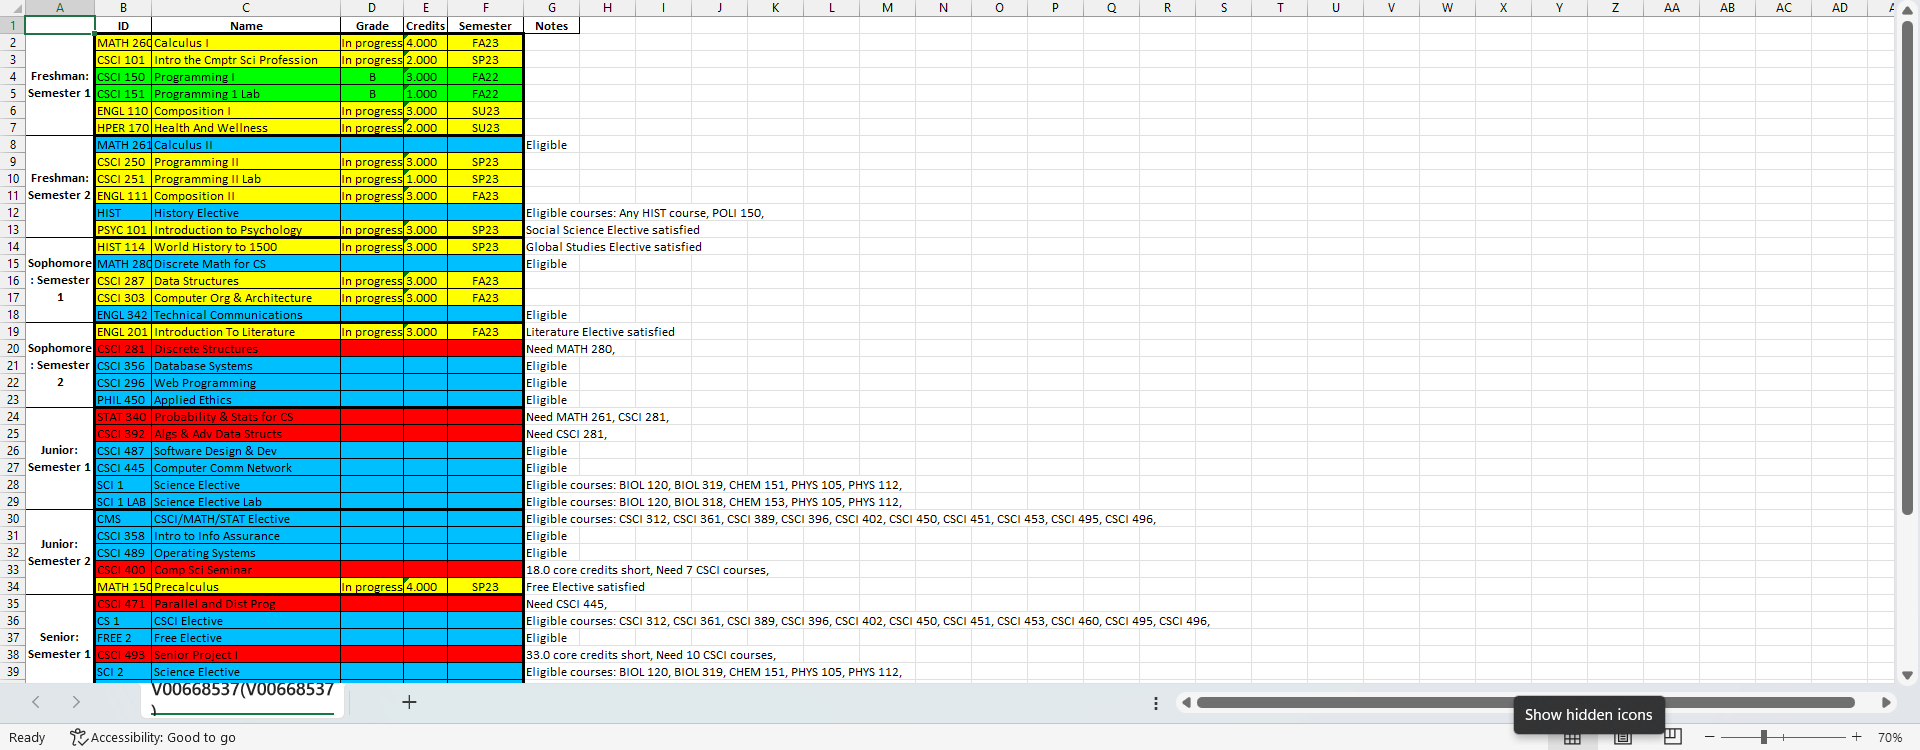 A B C D E F G H I J K L M N O P Q R S T U V W X Y Z AA AB AC AD
1 ID Name Grade Credits Semester Notes
2 MATH 260 Calculus I In progress 4.000 FA23
3 CSCI 101 Intro the Cmptr Sci Profession In progress 2.000 SP23
4 Freshman: CSCI 150 Programming I B 3.000 FA22
5 Semester 1 CSCI 151 Programming 1 Lab B 1.000 FA22
6 ENGL 110 Composition I In progress 3.000 SU23
7 HPER 170 Health And Wellness In progress 2.000 SU23
8 MATH 261 Calculus II Eligible
9 CSCI 250 Programming II In progress 3.000 SP23
10 Freshman: CSCI 251 Programming II Lab In progress 1.000 SP23
11 Semester 2 ENGL 111 Composition II In progress 3.000 FA23
12 HIST History Elective Eligible courses: Any HIST course, POLI 150,
13 PSYC 101 Introduction to Psychology In progress 3.000 SP23 Social Science Elective satisfied
14 HIST 114 World History to 1500 In progress 3.000 SP23 Global Studies Elective satisfied
15 Sophomore MATH 280 Discrete Math for CS Eligible
16 : Semester CSCI 287 Data Structures In progress 3.000 FA23
17 1 CSCI 303 Computer Org & Architecture In progress 3.000 FA23
18 ENGL 342 Technical Communications Eligible
19 ENGL 201 Introduction To Literature In progress 3.000 FA23 Literature Elective satisfied
20 Sophomore CSCI 281 Discrete Structures Need MATH 280,
21 : Semester CSCI 356 Database Systems Eligible
22 2 CSCI 296 Web Programming Eligible
23 PHIL 450 Applied Ethics Eligible
24 STAT 340 Probability & Stats for CS Need MATH 261, CSCI 281,
25 CSCI 392 Algs & Adv Data Structs Need CSCI 281,
26 Junior: CSCI 487 Software Design & Dev Eligible
27 Semester 1 CSCI 445 Computer Comm Network Eligible
28 SCI 1 Science Elective Eligible courses: BIOL 120, BIOL 319, CHEM 151, PHYS 105, PHYS 112,
29 SCI 1 LAB Science Elective Lab Eligible courses: BIOL 120, BIOL 318, CHEM 153, PHYS 105, PHYS 112,
30 CMS CSCI/MATH/STAT Elective Eligible courses: CSCI 312, CSCI 361, CSCI 389, CSCI 396, CSCI 402, CSCI 450, CSCI 451, CSCI 453, CSCI 495, CSCI 496,
31 Junior: CSCI 358 Intro to Info Assurance Eligible
32 Semester 2 CSCI 489 Operating Systems Eligible
33 CSCI 400 Comp Sci Seminar 18.0 core credits short, Need 7 CSCI courses,
34 MATH 150 Precalculus In progress 4.000 SP23 Free Elective satisfied
35 CSCI 471 Parallel and Dist Prog Need CSCI 445,
36 CS 1 CSCI Elective Eligible courses: CSCI 312, CSCI 361, CSCI 389, CSCI 396, CSCI 402, CSCI 450, CSCI 451, CSCI 453, CSCI 460, CSCI 495, CSCI 496,
37 Senior: FREE 2 Free Elective Eligible
38 Semester 1 CSCI 493 Senior Project I 33.0 core credits short, Need 10 CSCI courses,
39 SCI 2 Science Elective Eligible courses: BIOL 120, BIOL 319, CHEM 151, PHYS 105, PHYS 112,
V00668537(V00668537
)
Show hidden icons
Ready Accessibility: Good to go 70%